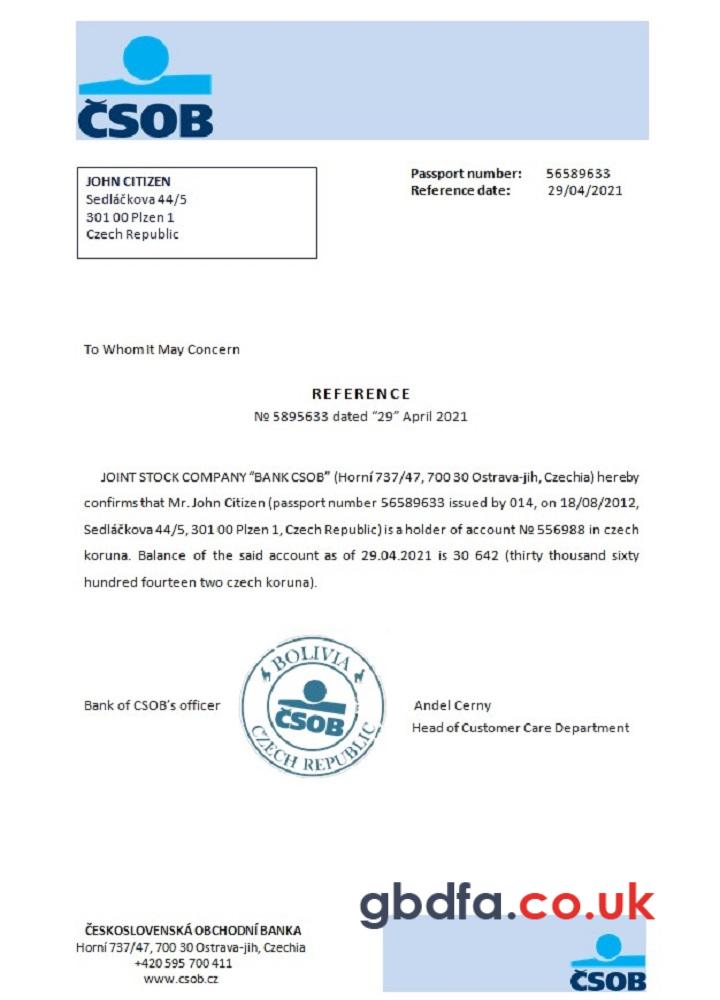 ČSOB
JOHN CITIZEN
Sedláčkova 44/5
301 00 Plzen 1
Czech Republic
Passport number: 56589633
Reference date: 29/04/2021
To Whom It May Concern
REFERENCE
№ 5895633 dated "29" April 2021
JOINT STOCK COMPANY "BANK CSOB" (Horní 737/47, 700 30 Ostrava-jih, Czechia) hereby
confirms that Mr. John Citizen (passport number 56589633 issued by 014, on 18/08/2012,
Sedláčkova 44/5, 301 00 Plzen 1, Czech Republic) is a holder of account № 556988 in czech
koruna. Balance of the said account as of 29.04.2021 is 30 642 (thirty thousand sixty
hundred fourteen two czech koruna).
Bank of CSOB's officer
BOLIVIA
ČSOB
CZECH REPUBLIC
Andel Cerny
Head of Customer Care Department
gbdfa.co.uk
ČESKOSLOVENSKÁ OBCHODNÍ BANKA
Horní 737/47, 700 30 Ostrava-jih, Czechia
+420 595 700 411
www.csob.cz
ČSOB